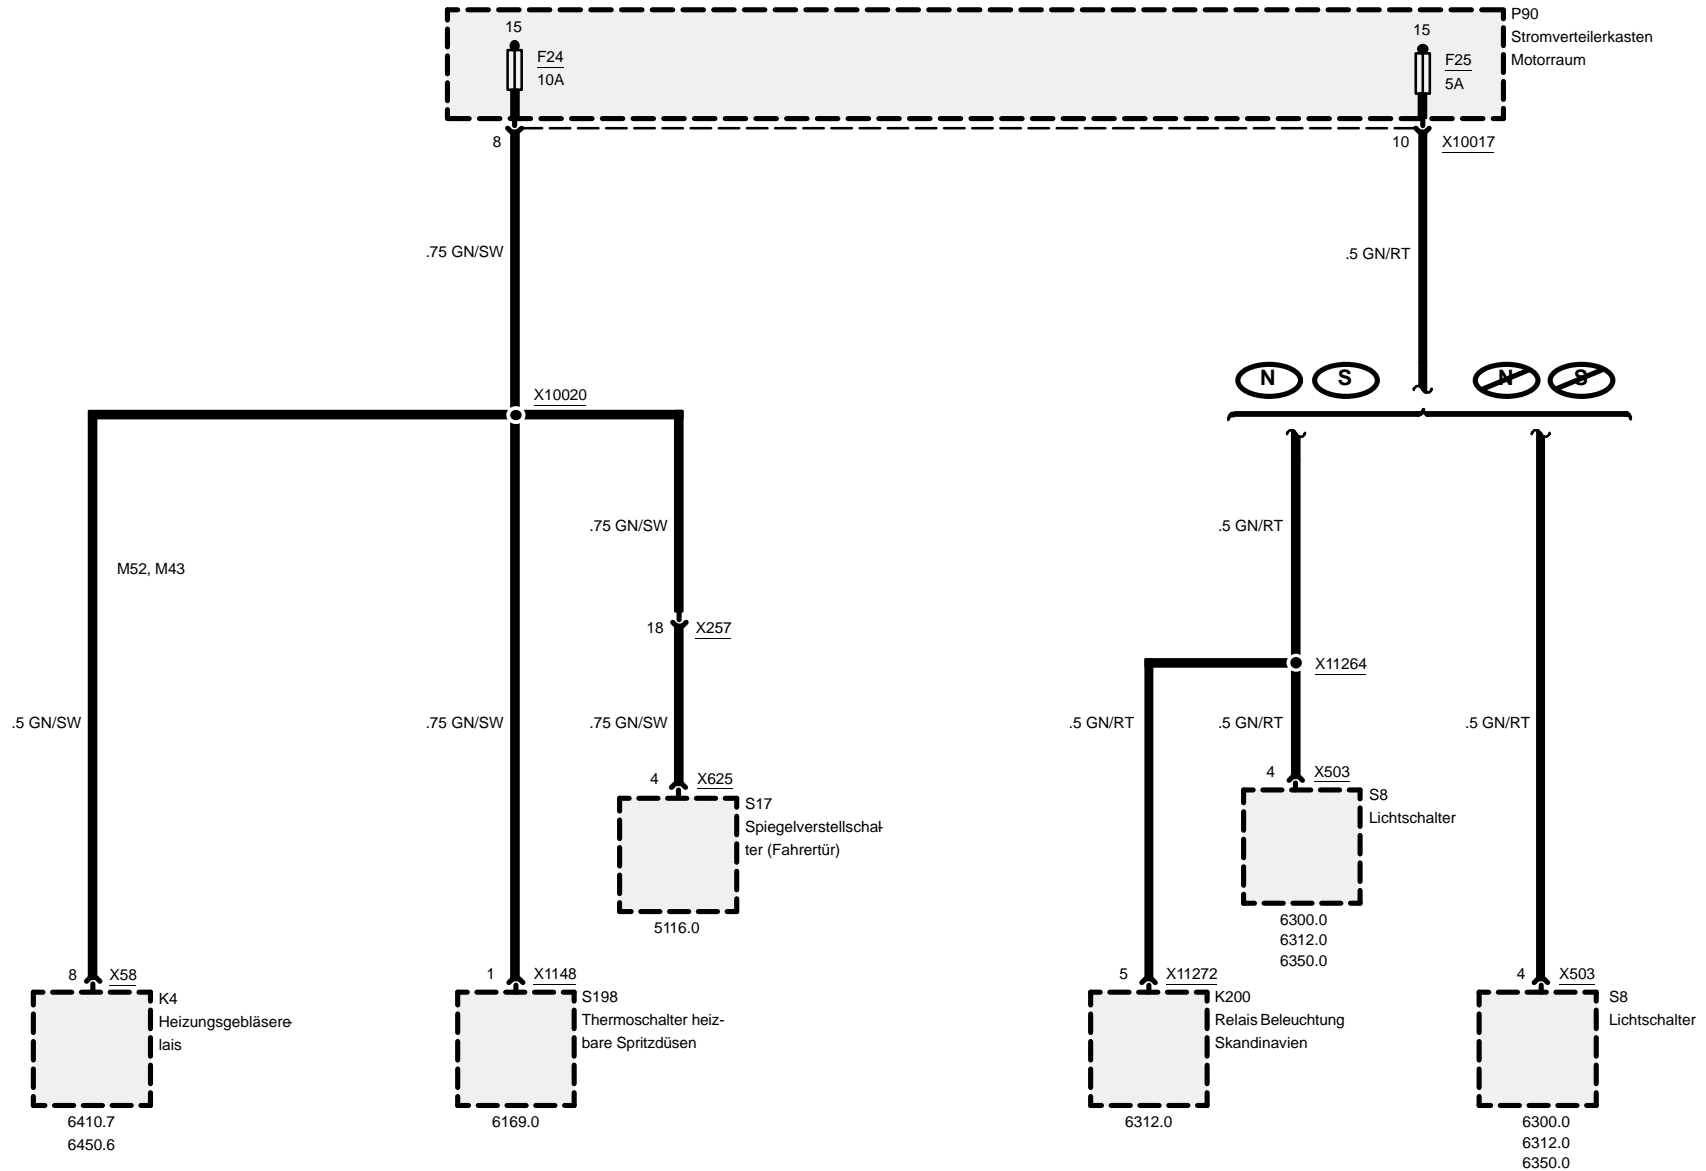 P90
Stromverteilerkasten
Motorraum
15
F24
10A
15
F25
5A
8
10
X10017
.75 GN/SW
.5 GN/RT
N
S
N
S
X10020
.75 GN/SW
.5 GN/RT
M52, M43
18
X257
X11264
.5 GN/SW
.75 GN/SW
.75 GN/SW
.5 GN/RT
.5 GN/RT
.5 GN/RT
4
X625
S17
Spiegelverstellschal-
ter (Fahrertür)
5116.0
4
X503
S8
Lichtschalter
6300.0
6312.0
6350.0
8
X58
K4
Heizungsgebläsere-
lais
6410.7
6450.6
1
X1148
S198
Thermoschalter heiz-
bare Spritzdüsen
6169.0
5
X11272
K200
Relais Beleuchtung
Skandinavien
6312.0
4
X503
S8
Lichtschalter
6300.0
6312.0
6350.0